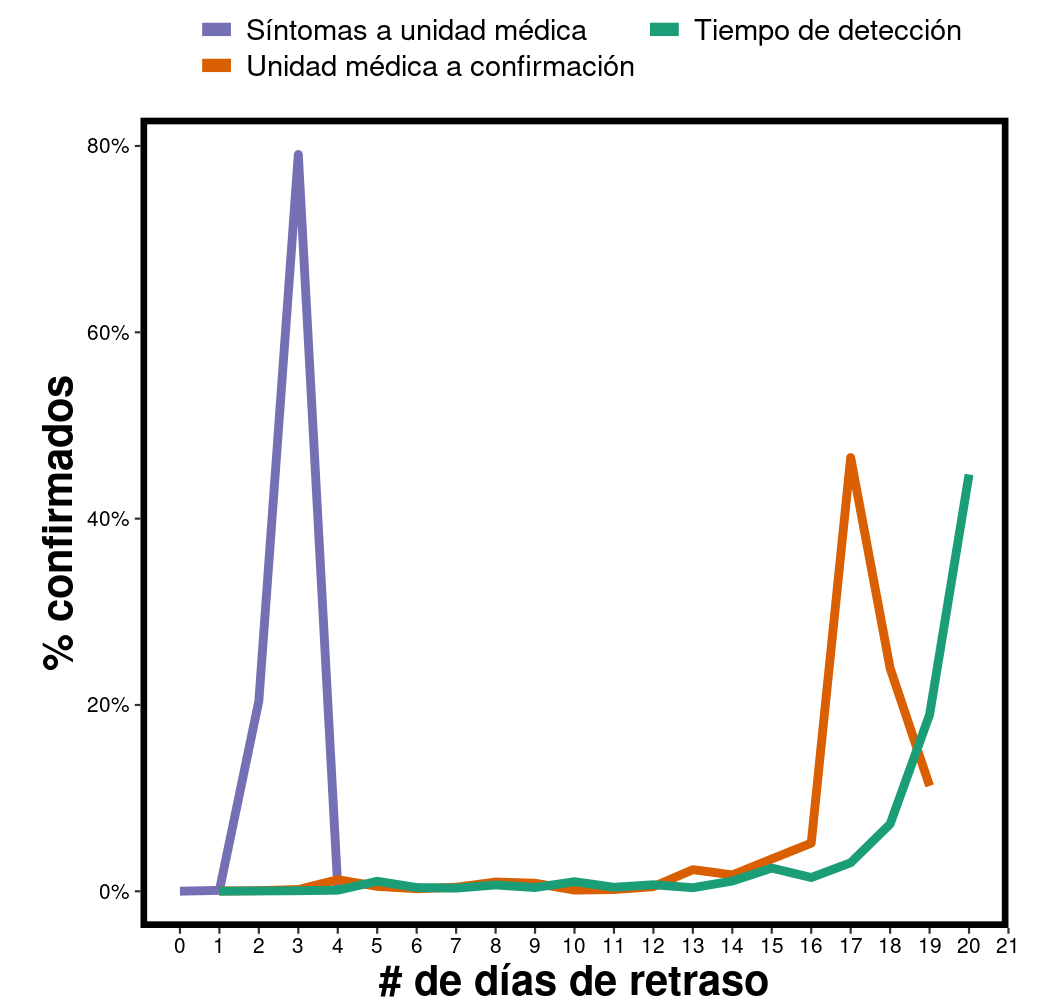 Síntomas a unidad médica
Tiempo de detección
Unidad médica a confirmación
80%
60%
40%
20%
0%
% confirmados
0 1 2 3 4 5 6 7 8 9 10 11 12 13 14 15 16 17 18 19 20 21
# de días de retraso